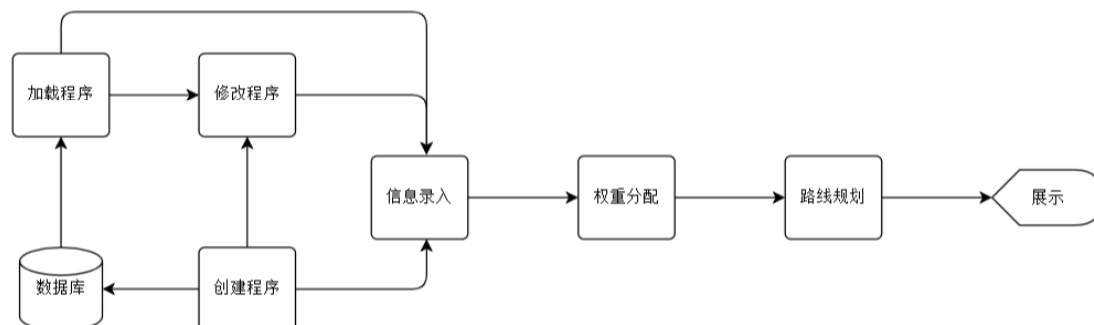 加载程序
修改程序
信息录入
权重分配
路线规划
展示
数据库
创建程序